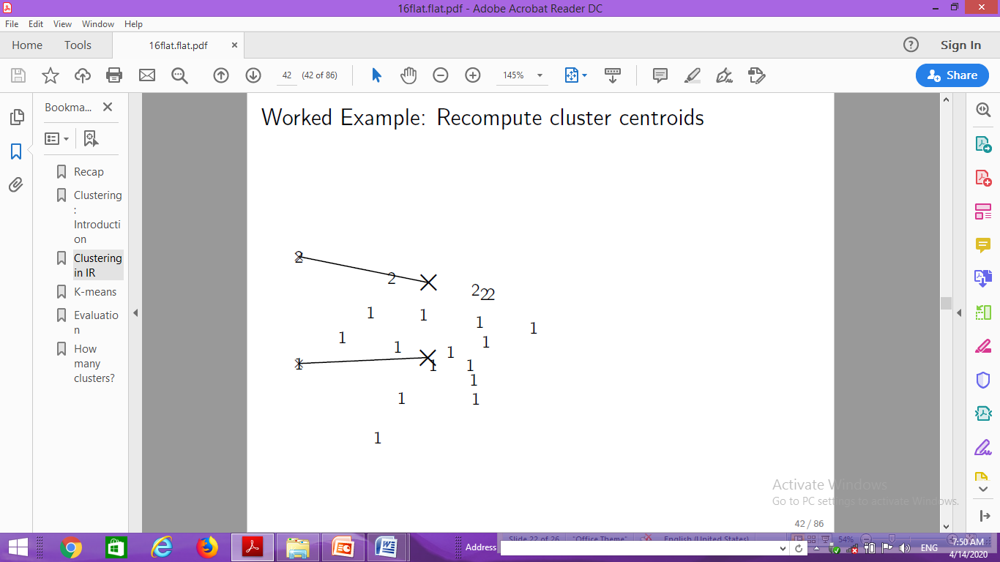 16flat.flat.pdf - Adobe Acrobat Reader DC
File Edit View Window Help
Home Tools 16flat.flat.pdf × ? Sign In
42 (42 of 86) 145% Share
Bookma...
Recap
Clustering
:
Introducti
on
Clustering
in IR
K-means
Evaluatio
n
How
many
clusters?
Worked Example: Recompute cluster centroids
2
2
2
2 2
1 1
1 1
1 1 1
1
1 1 1
1
1 1
1
Activate Windows
Go to PC settings to activate Windows.
42 / 86
Slide 22 of 26 "Office Theme" English (United States) 54%
Address ENG 7:50 AM
4/14/2020